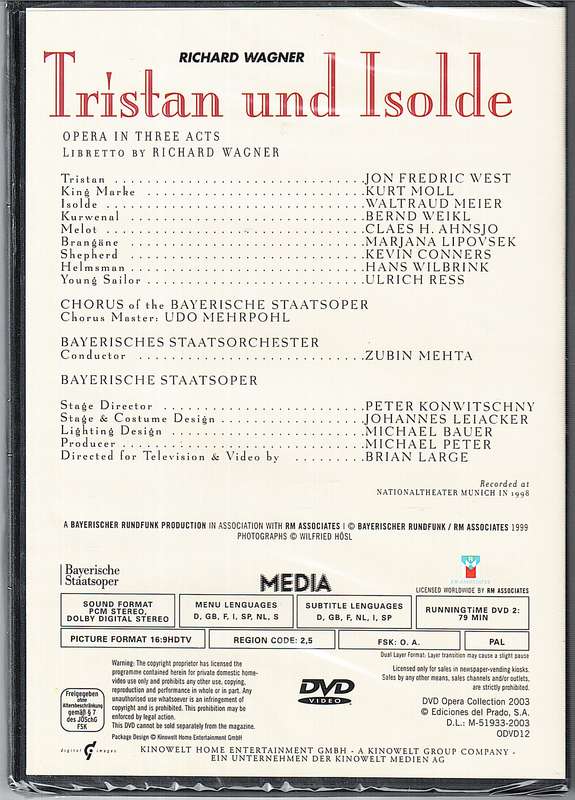 RICHARD WAGNER
Tristan und Isolde
OPERA IN THREE ACTS
LIBRETTO BY RICHARD WAGNER
Tristan ..............................JON FREDRIC WEST
King Marke ..........................KURT MOLL
Isolde ..............................WALTRAUD MEIER
Kurwenal ............................BERND WEIKL
Melot ...............................CLAES H. AHNSJO
Brangäne ............................MARJANA LIPOVSEK
Shepherd ............................KEVIN CONNERS
Helmsman ............................HANS WILBRINK
Young Sailor ........................ULRICH RESS
CHORUS of the BAYERISCHE STAATSOPER
Chorus Master: UDO MEHRPOHL
BAYERISCHES STAATSORCHESTER
Conductor ...........................ZUBIN MEHTA
BAYERISCHE STAATSOPER
Stage Director ......................PETER KONWITSCHNY
Stage & Costume Design ..............JOHANNES LEIACKER
Lighting Design .....................MICHAEL BAUER
Producer ............................MICHAEL PETER
Directed for Television & Video by ........BRIAN LARGE
Recorded at
NATIONALTHEATER MUNICH IN 1998
A BAYERISCHER RUNDFUNK PRODUCTION IN ASSOCIATION WITH RM ASSOCIATES I © BAYERISCHER RUNDFUNK / RM ASSOCIATES 1999
PHOTOGRAPHS © WILFRIED HÖSL
Bayerische
Staatsoper
MEDIA
RM ASSOCIATES
LICENSED WORLDWIDE BY RM ASSOCIATES
SOUND FORMAT
PCM STEREO,
DOLBY DIGITAL STEREO
MENU LENGUAGES
D, GB, F, I, SP, NL, S
SUBTITLE LENGUAGES
D, GB, F, NL, I, SP
RUNNINGTIME DVD 2:
79 MIN
PICTURE FORMAT 16:9HDTV
REGION CODE: 2,5
FSK: O. A.
PAL
Dual Layer Format: Layer transition may cause a slight pause
Warning: The copyright proprietor has licensed the
programme contained herein for private domestic home-
video use only and prohibits any other use, copying,
reproduction and performance in whole or in part. Any
unauthorised use whatsoever is an infringement of
copyright and is prohibited. This prohibition may be
enforced by legal action.
This DVD cannot be sold separately from the magazine.
Package Design © Kinowelt Home Entertainment GmbH
Freigegeben
ohne
Altersbeschränkung
gemäß § 7
des JÖSchG
FSK
DVD
VIDEO
Licensed only for sales in newspaper-vending kiosks.
Sales by any other means, sales channels and/or outlets,
are strictly prohibited.
DVD Opera Collection 2003
© Ediciones del Prado, S.A.
D.L.: M-51933-2003
ODVD12
digital images
KINOWELT HOME ENTERTAINMENT GMBH - A KINOWELT GROUP COMPANY -
EIN UNTERNEHMEN DER KINOWELT MEDIEN AG